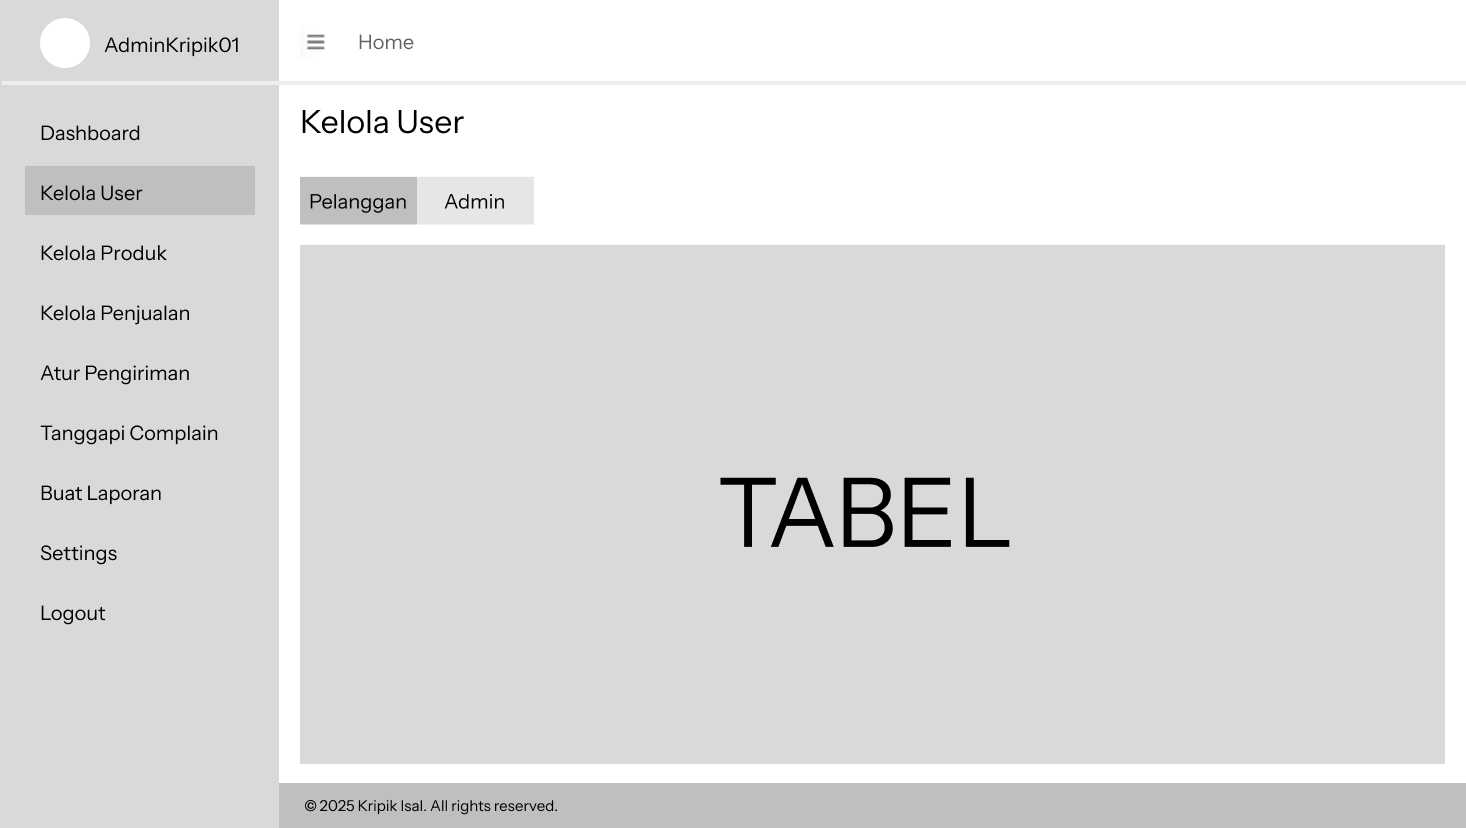 AdminKripik01
Home
Dashboard
Kelola User
Kelola Produk
Kelola Penjualan
Atur Pengiriman
Tanggapi Complain
Buat Laporan
Settings
Logout
Kelola User
Pelanggan
Admin
TABEL
© 2025 Kripik Isal. All rights reserved.